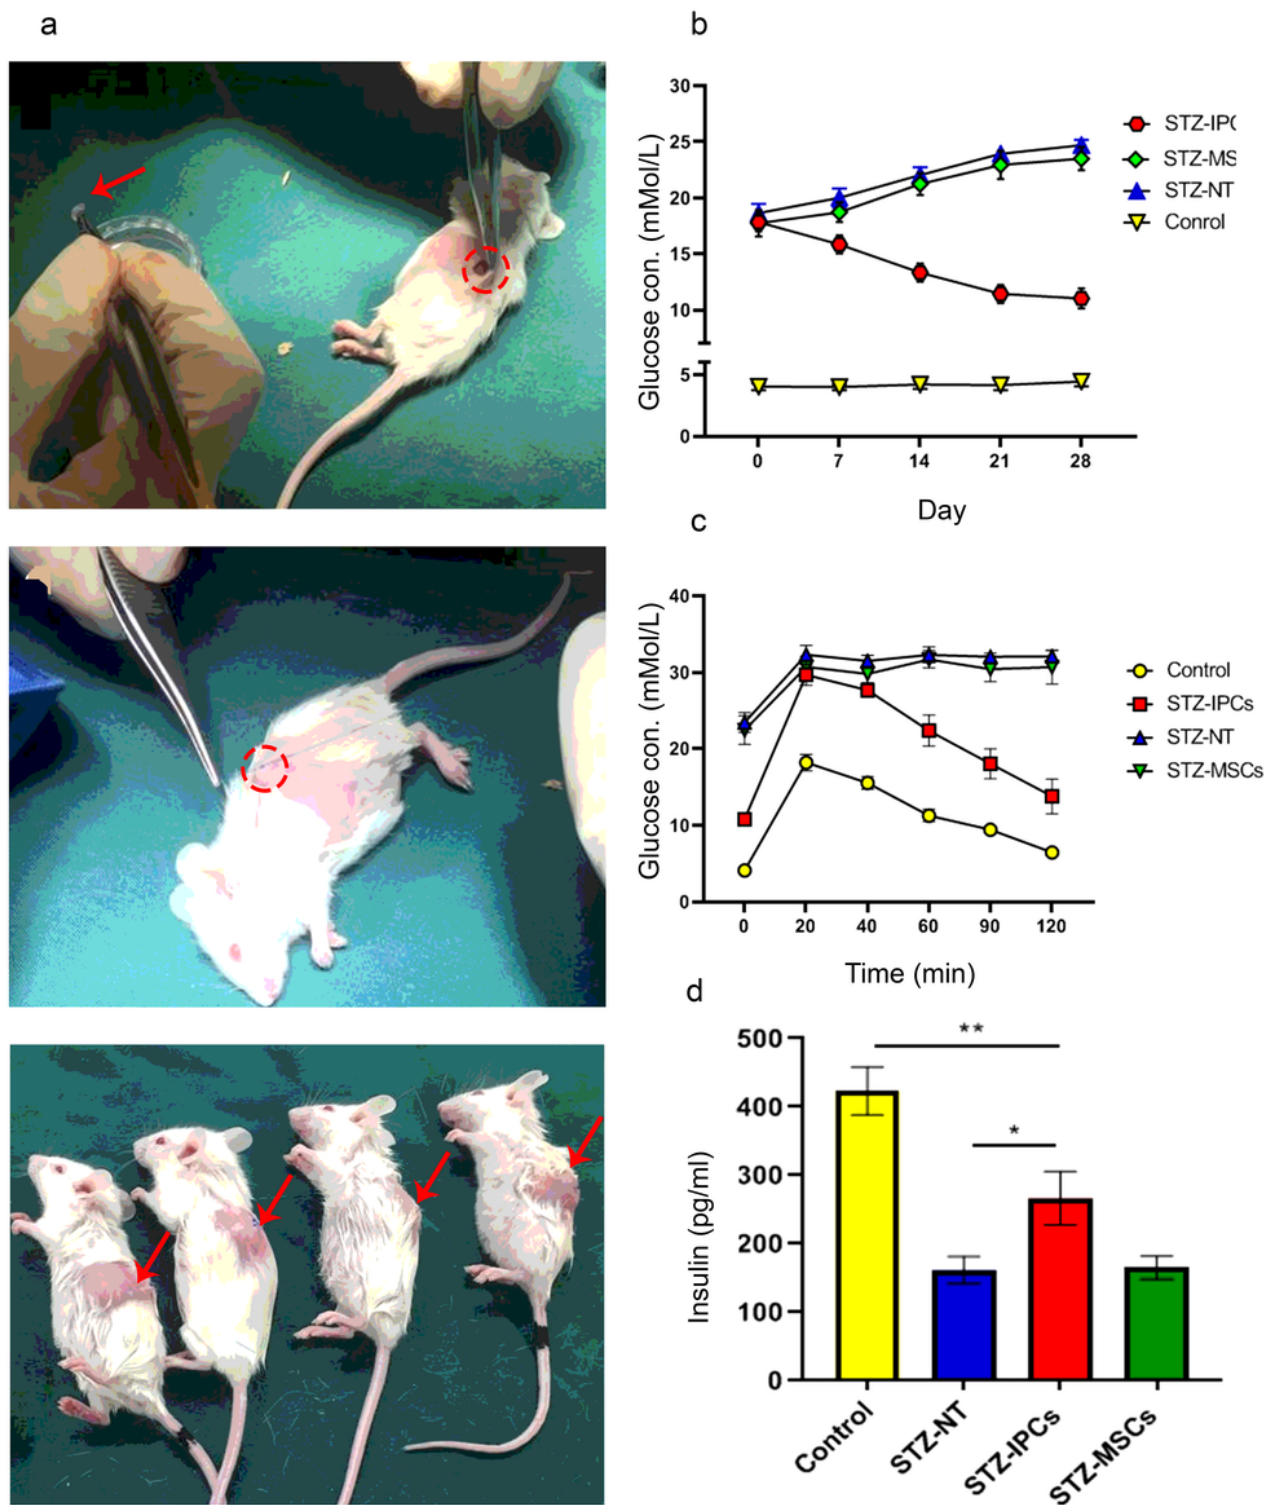 a
b
Glucose con. (mMol/L)
30
25
20
15
10
5
0
0 7 14 21 28
Day
STZ-IP(
STZ-MS
STZ-NT
Conrol
c
Glucose con. (mMol/L)
40
30
20
10
0
0 20 40 60 90 120
Time (min)
Control
STZ-IPCs
STZ-NT
STZ-MSCs
d
Insulin (pg/ml)
500
400
300
200
100
0
**
*
Control
STZ-NT
STZ-IPCs
STZ-MSCs